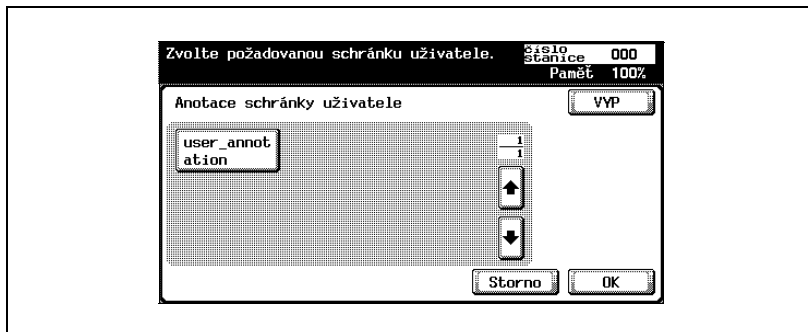 Zvolte požadovanou schránku uživatele.
číslo
stanice 000
Paměť 100%
Anotace schránky uživatele
VYP
user_annot
ation
1
1
Storno
OK